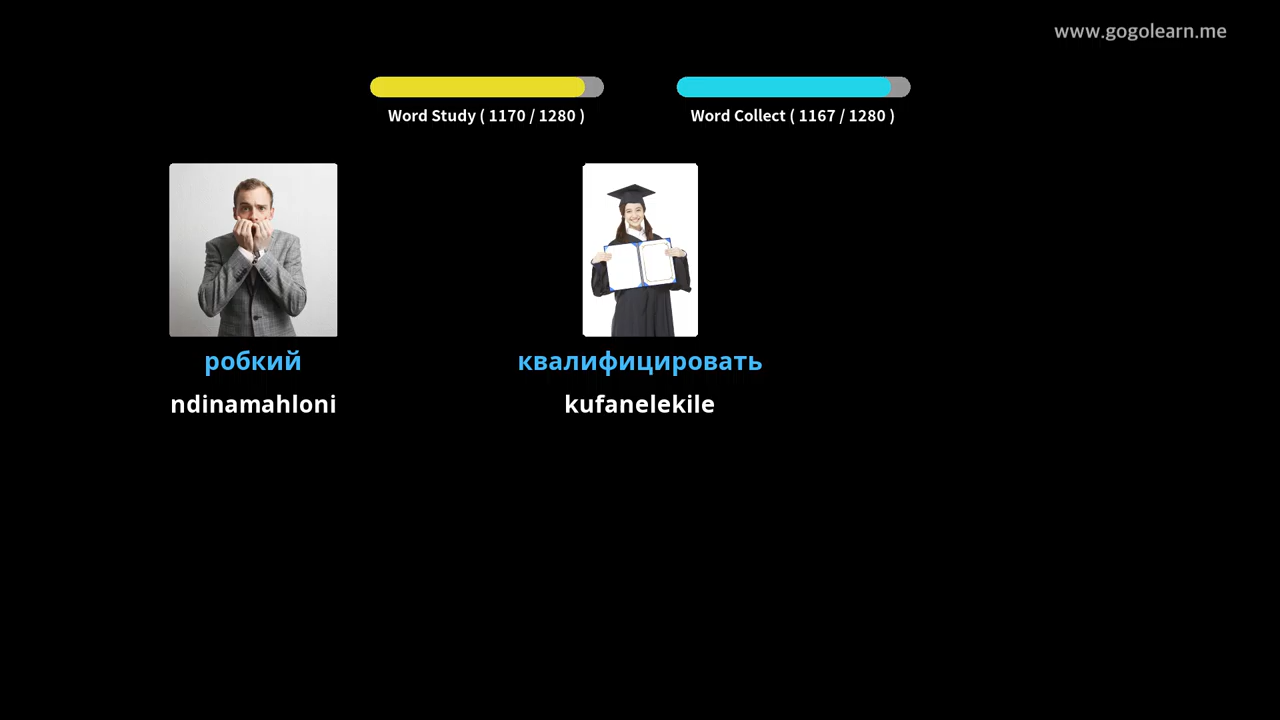 www.gogolearn.me
Word Study ( 1170 / 1280 )
Word Collect ( 1167 / 1280 )
робкий
квалифицировать
ndinamahloni
kufanelekile